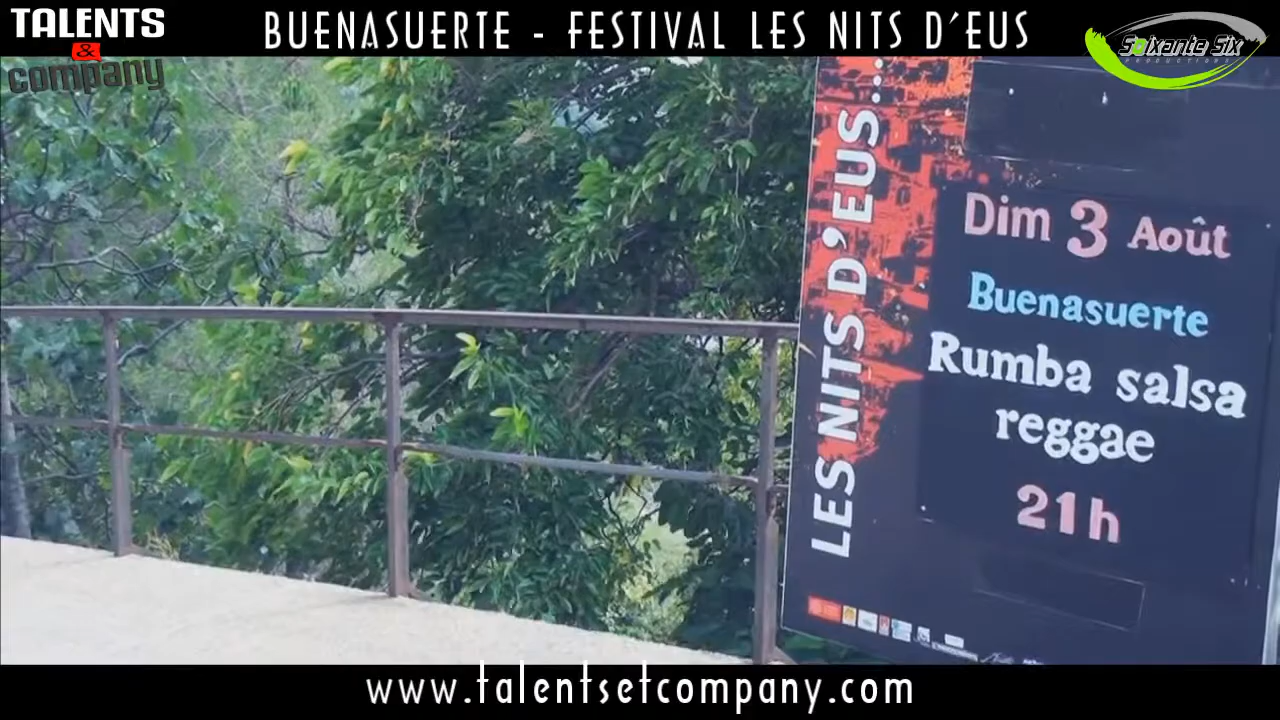 TALENTS
&
company
BUENASUERTE - FESTIVAL LES NITS D'EUS
Soixante Six
PRODUCTIONS
LES NITS D'EUS...
Dim 3 Août
Buenasuerte
Rumba salsa
reggae
21h
www.talentsetcompany.com